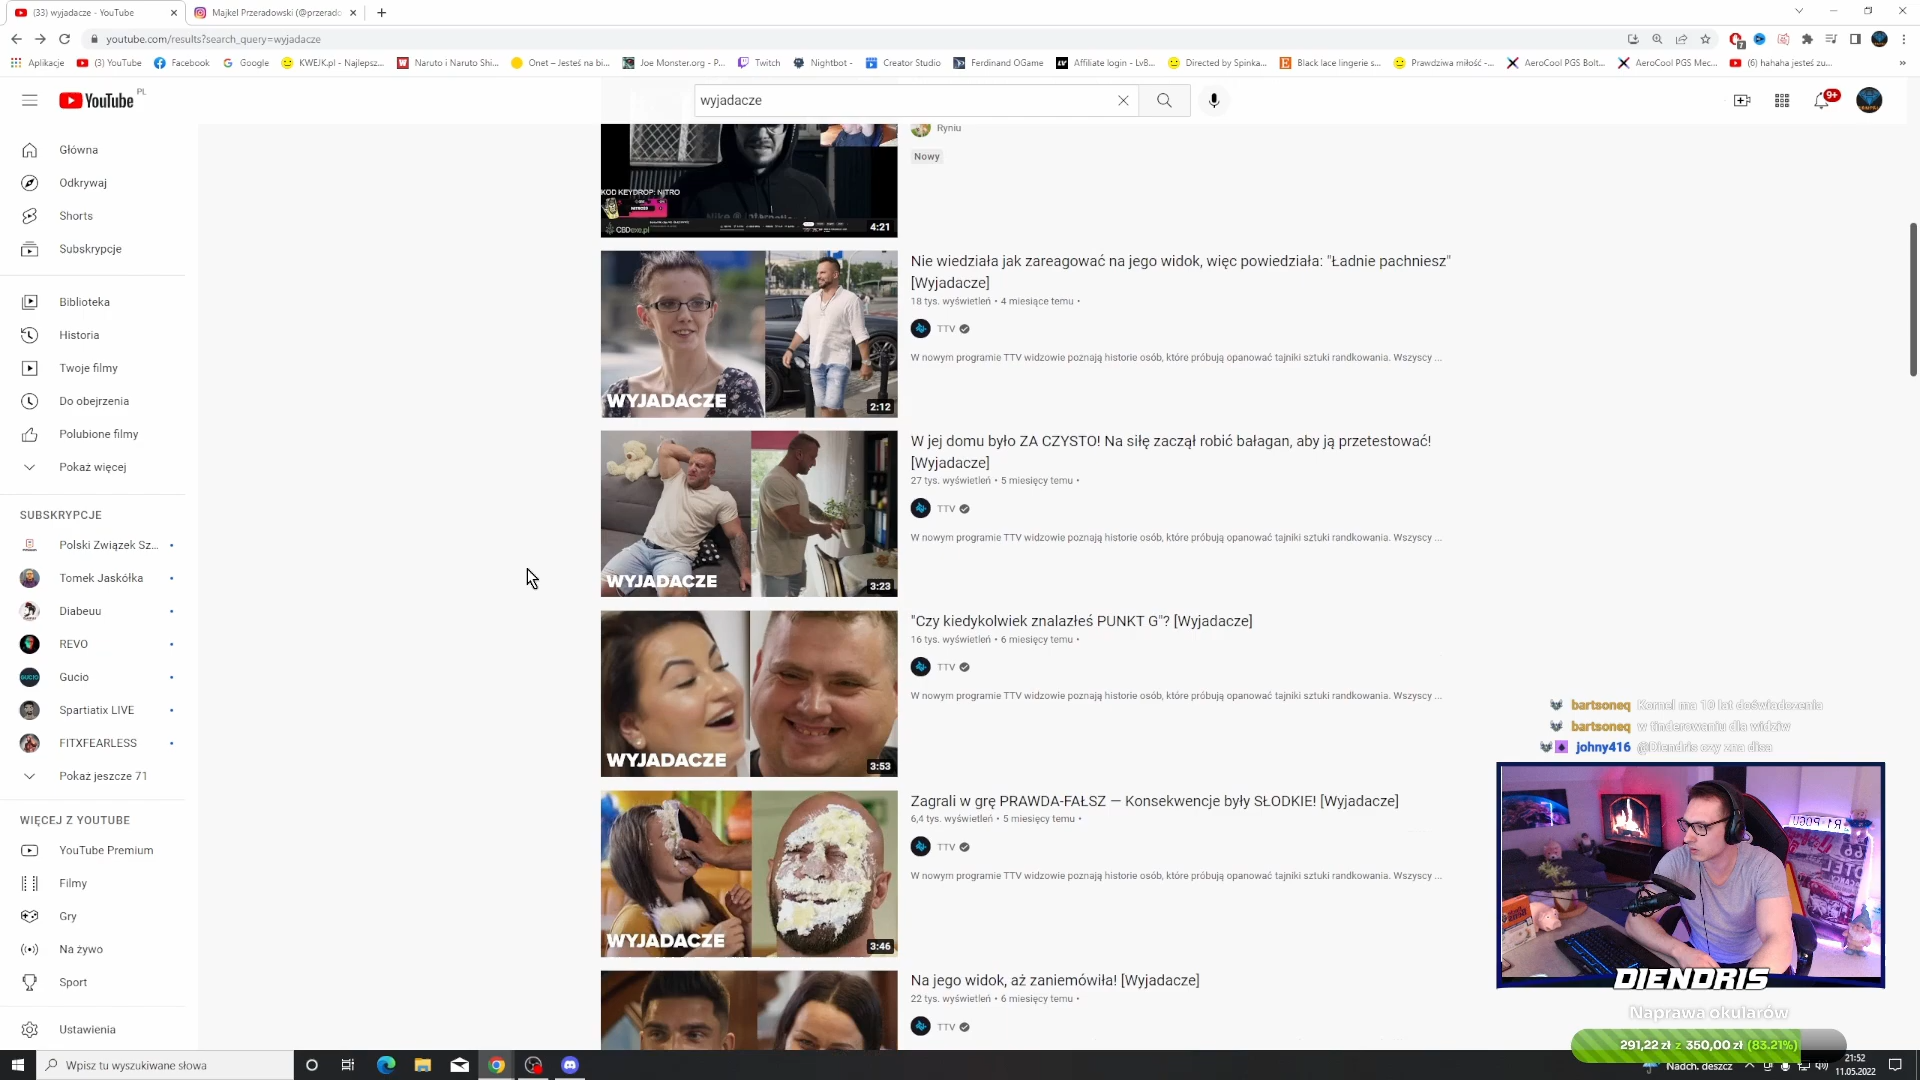 (33) wyjadacze - YouTube
Majkel Przeradowski (@przerado
youtube.com/results?search_query=wyjadacze
Aplikacje
(3) YouTube
Facebook
Google
KWEJK.pl - Najlepsz...
Naruto i Naruto Shi...
Onet – Jesteś na bi...
Joe Monster.org - P...
Twitch
Nightbot -
Creator Studio
Ferdinand OGame
Affiliate login - LvB...
Directed by Spinka...
Black lace lingerie s...
Prawdziwa miłość -...
AeroCool PGS Bolt...
AeroCool PGS Mec...
(6) hahaha jesteś zu...
YouTube PL
wyjadacze
9+
Główna
Odkrywaj
Shorts
Subskrypcje
Biblioteka
Historia
Twoje filmy
Do obejrzenia
Polubione filmy
Pokaż więcej
SUBSKRYPCJE
Polski Związek Sz...
Tomek Jaskółka
Diabeuu
REVO
Gucio
Spartiatix LIVE
FITXFEARLESS
Pokaż jeszcze 71
WIĘCEJ Z YOUTUBE
YouTube Premium
Filmy
Gry
Na żywo
Sport
Ustawienia
Ryniu
Nowy
KOD KEYDROP: NITRO
CBDexe.pl
4:21
Nie wiedziała jak zareagować na jego widok, więc powiedziała: "Ładnie pachniesz"
[Wyjadacze]
18 tys. wyświetleń • 4 miesiące temu •
TTV
W nowym programie TTV widzowie poznają historie osób, które próbują opanować tajniki sztuki randkowania. Wszyscy ...
WYJADACZE
2:12
W jej domu było ZA CZYSTO! Na siłę zaczął robić bałagan, aby ją przetestować!
[Wyjadacze]
27 tys. wyświetleń • 5 miesięcy temu •
TTV
W nowym programie TTV widzowie poznają historie osób, które próbują opanować tajniki sztuki randkowania. Wszyscy ...
WYJADACZE
3:23
"Czy kiedykolwiek znalazłeś PUNKT G"? [Wyjadacze]
16 tys. wyświetleń • 6 miesięcy temu •
TTV
W nowym programie TTV widzowie poznają historie osób, które próbują opanować tajniki sztuki randkowania. Wszyscy ...
WYJADACZE
3:53
Zagrali w grę PRAWDA-FAŁSZ — Konsekwencje były SŁODKIE! [Wyjadacze]
6,4 tys. wyświetleń • 5 miesięcy temu •
TTV
W nowym programie TTV widzowie poznają historie osób, które próbują opanować tajniki sztuki randkowania. Wszyscy ...
WYJADACZE
3:46
Na jego widok, aż zaniemówiła! [Wyjadacze]
22 tys. wyświetleń • 6 miesięcy temu •
TTV
bartsoneq Kornel ma 10 lat doświadczenia
bartsoneq w tinderowaniu dla widziw
johny416 @Diendris czy zna disa
DIENDRIS
Naprawa okularów
291,22 zł z 350,00 zł (83.21%)
Wpisz tu wyszukiwane słowa
Nadch. deszcz
21:52
11.05.2022